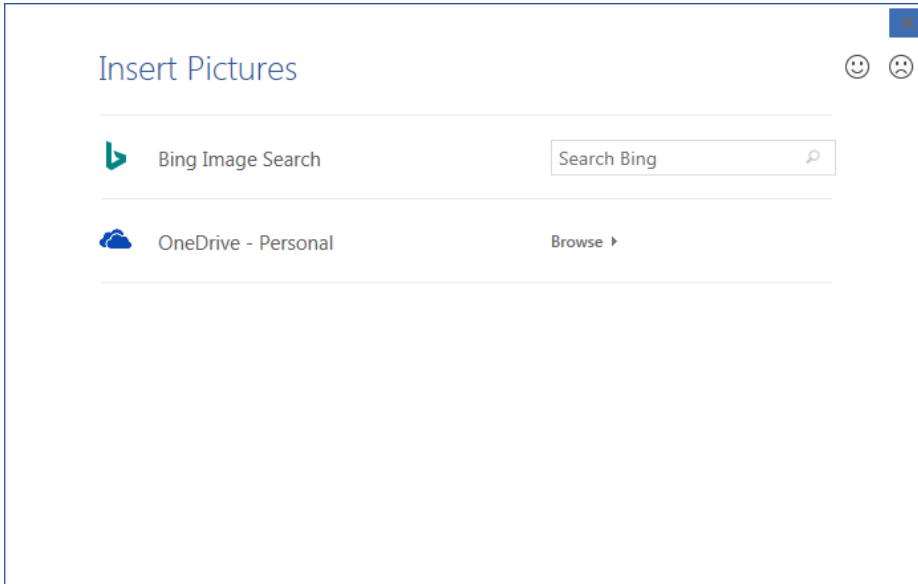 Insert Pictures
Bing Image Search
Search Bing
OneDrive - Personal
Browse